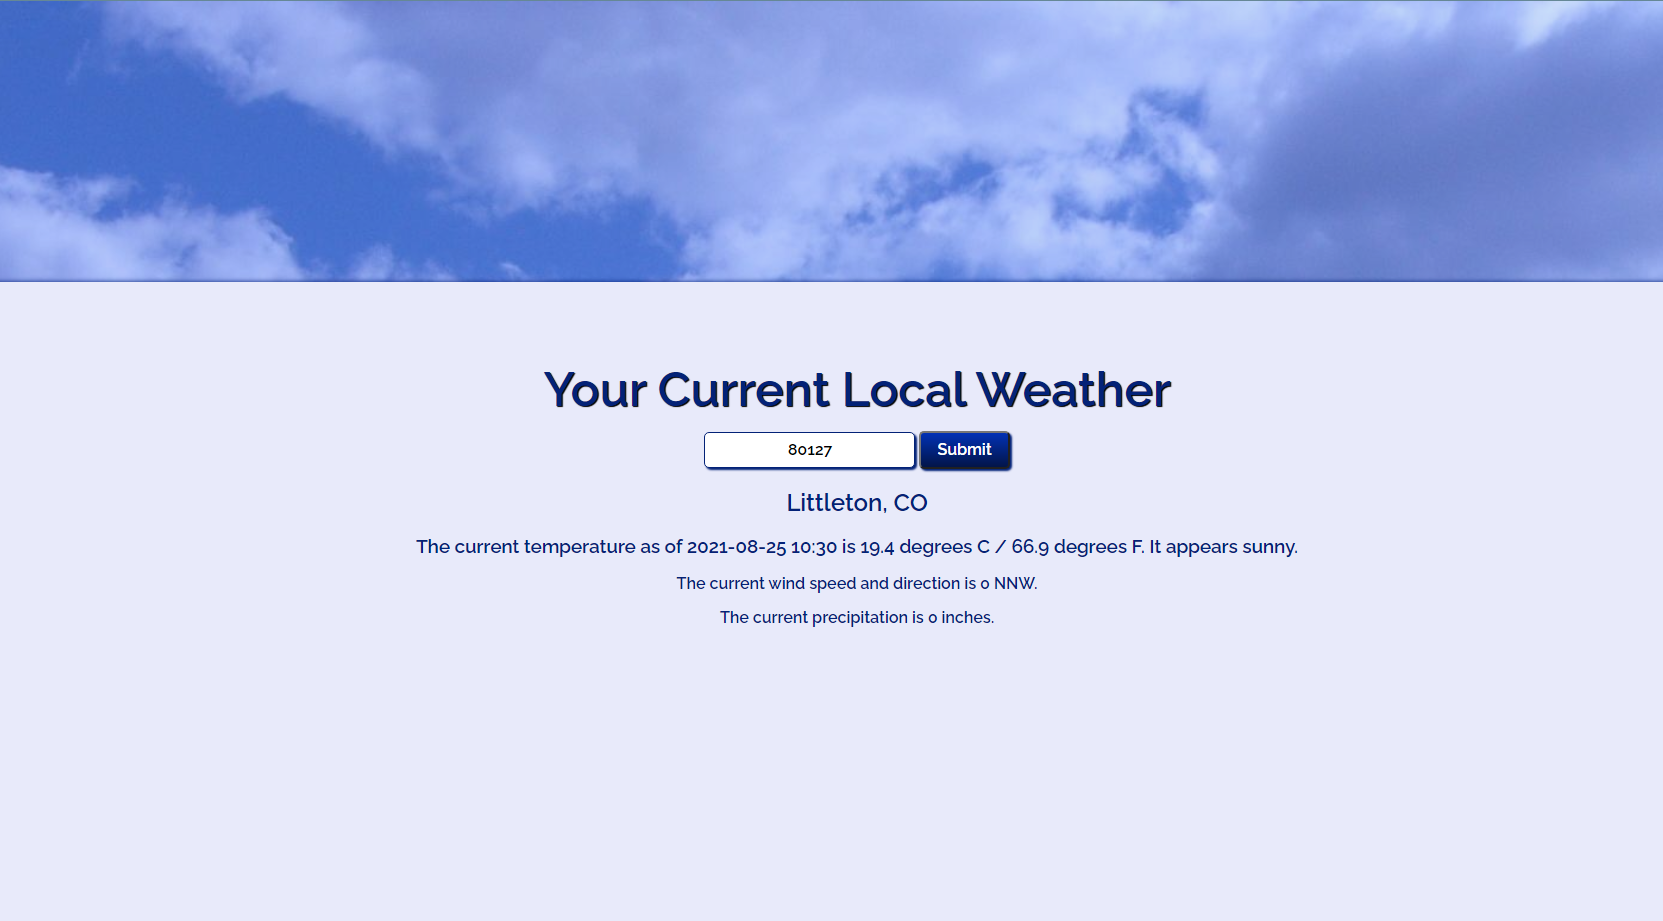 Your Current Local Weather
80127 Submit
Littleton, CO
The current temperature as of 2021-08-25 10:30 is 19.4 degrees C / 66.9 degrees F. It appears sunny.
The current wind speed and direction is 0 NNW.
The current precipitation is 0 inches.